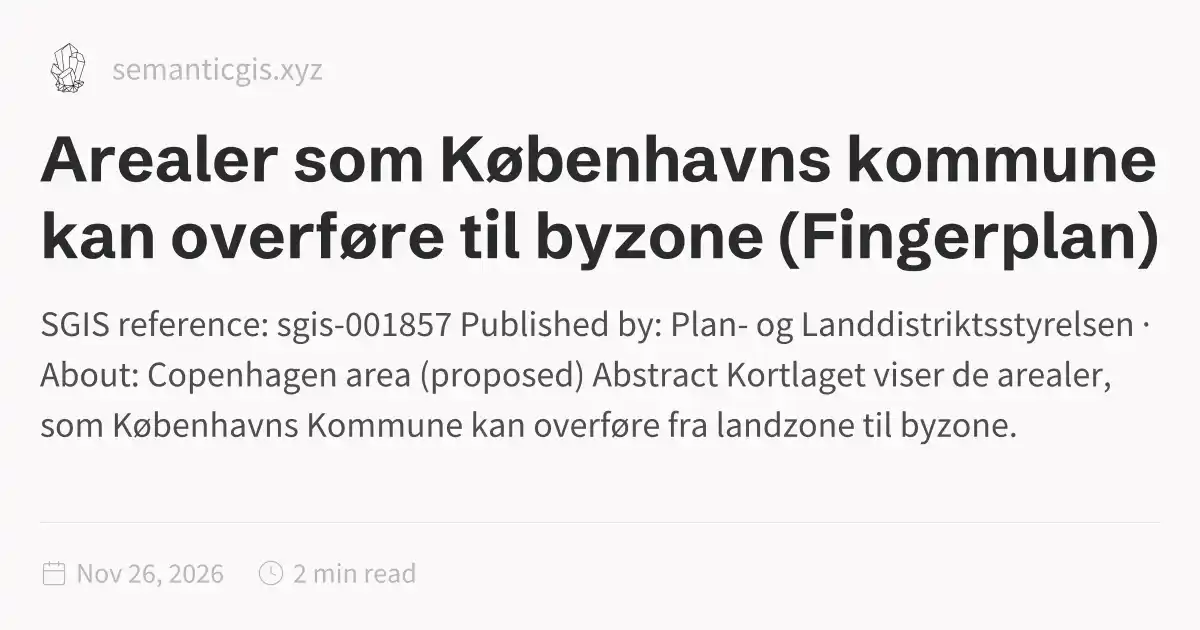 semanticgis.xyz
Arealer som Københavns kommune
kan overføre til byzone (Fingerplan)
SGIS reference: sgis-001857 Published by: Plan- og Landdistriktsstyrelsen ·
About: Copenhagen area (proposed) Abstract Kortlaget viser de arealer,
som Københavns Kommune kan overføre fra landzone til byzone.
Nov 26, 2026 2 min read